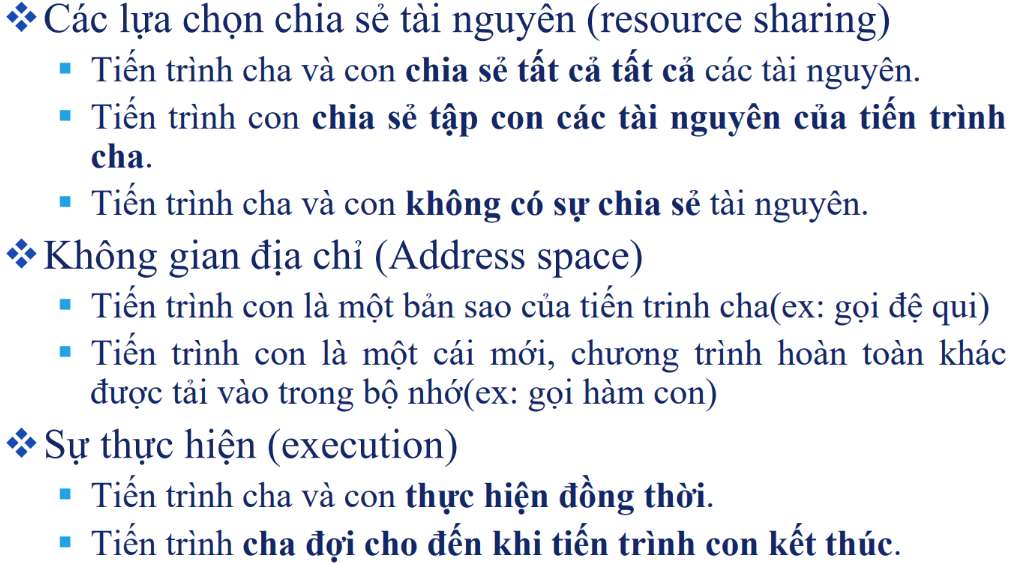 ❖Các lựa chọn chia sẻ tài nguyên (resource sharing)
▪ Tiến trình cha và con chia sẻ tất cả tất cả các tài nguyên.
▪ Tiến trình con chia sẻ tập con các tài nguyên của tiến trình
cha.
▪ Tiến trình cha và con không có sự chia sẻ tài nguyên.
❖Không gian địa chỉ (Address space)
▪ Tiến trình con là một bản sao của tiến trinh cha(ex: gọi đệ qui)
▪ Tiến trình con là một cái mới, chương trình hoàn toàn khác
được tải vào trong bộ nhớ(ex: gọi hàm con)
❖Sự thực hiện (execution)
▪ Tiến trình cha và con thực hiện đồng thời.
▪ Tiến trình cha đợi cho đến khi tiến trình con kết thúc.